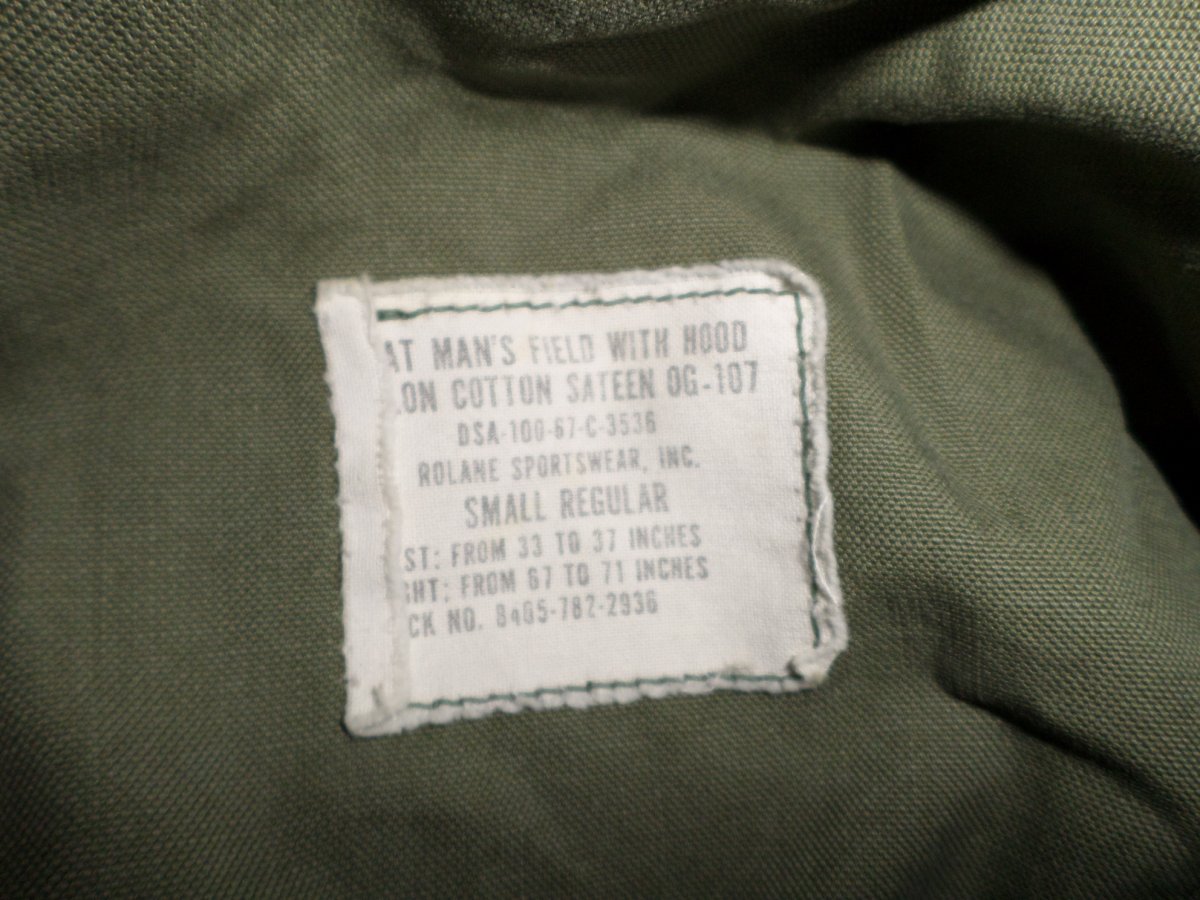 AT MAN'S FIELD WITH HOOD
LON COTTON SATEEN OG-107
DSA-100-67-C-3536
ROLANE SPORTSWEAR, INC.
SMALL REGULAR
ST: FROM 33 TO 37 INCHES
GHT: FROM 67 TO 71 INCHES
CK NO. 8405-782-2936